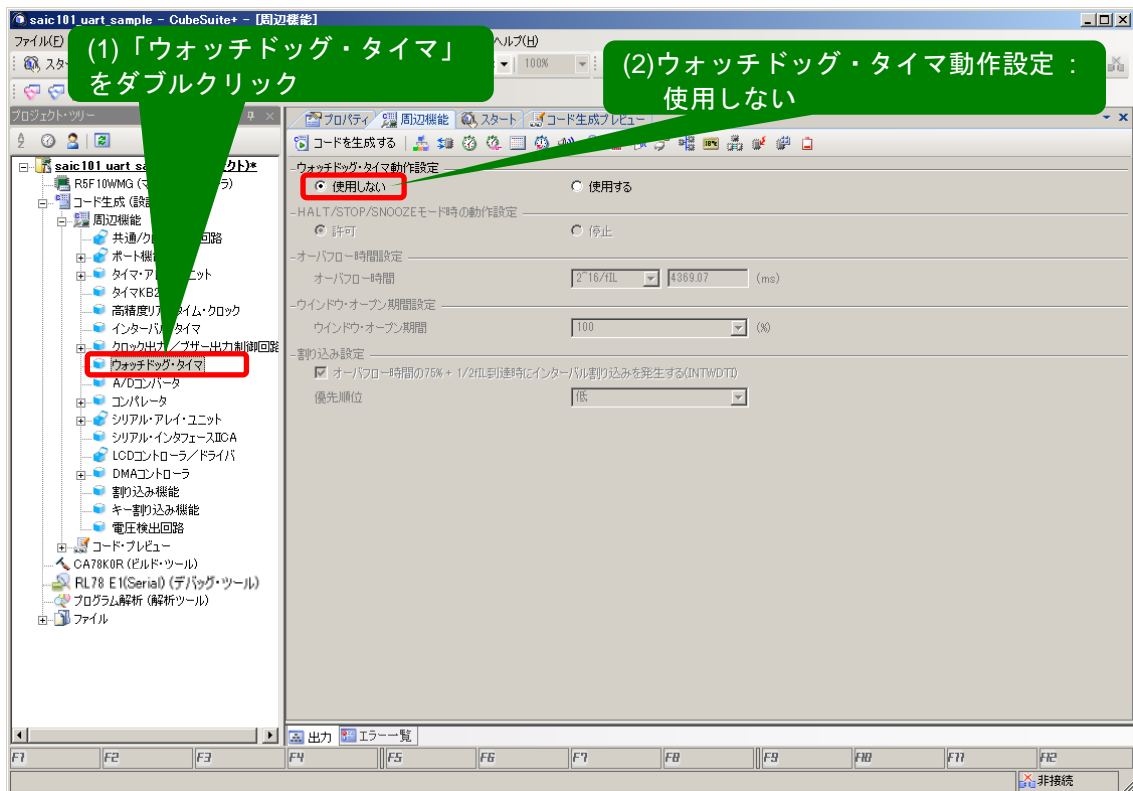 saic101_uart_sample - CubeSuite+ - [周辺機能]
ファイル(F)
ヘルプ(H)
(1)「ウォッチドッグ・タイマ」
をダブルクリック
(2)ウォッチドッグ・タイマ動作設定：
使用しない
100%
プロジェクト・ツリー
プロパティ 周辺機能 スタート コード生成プレビュー
コードを生成する
saic101_uart_sa クト)*
R5F10WMG (マ ラ)
コード生成 (設
周辺機能
共通/ク 回路
ポート機
タイマ・ア ニット
タイマKB2
高精度リア イム・クロック
インターバル タイマ
クロック出力/ブザー出力制御回路
ウォッチドッグ・タイマ
A/Dコンバータ
コンパレータ
シリアル・アレイ・ユニット
シリアル・インタフェースIICA
LCDコントローラ/ドライバ
DMAコントローラ
割り込み機能
キー割り込み機能
電圧検出回路
コード・プレビュー
CA78K0R (ビルド・ツール)
RL78 E1(Serial) (デバッグ・ツール)
プログラム解析 (解析ツール)
ファイル
ウォッチドッグ・タイマ動作設定
使用しない 使用する
HALT/STOP/SNOOZEモード時の動作設定
許可 停止
オーバフロー時間設定
オーバフロー時間 2^16/fIL 4369.07 (ms)
ウインドウ・オープン期間設定
ウインドウ・オープン期間 100 (%)
割り込み設定
オーバフロー時間の75% + 1/2fIL到達時にインターバル割り込みを発生する(INTWDTI)
優先順位 低
出力 エラー一覧
F1 F2 F3 F4 F5 F6 F7 F8 F9 F10 F11 F12
非接続